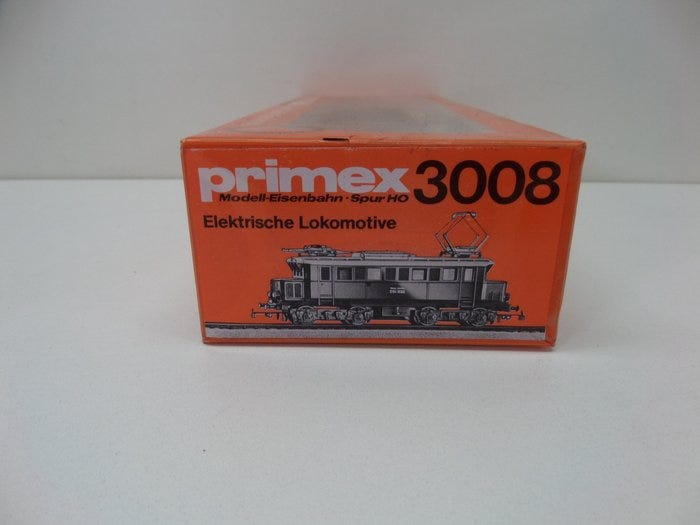 primex 3008
Modell-Eisenbahn · Spur HO
Elektrische Lokomotive